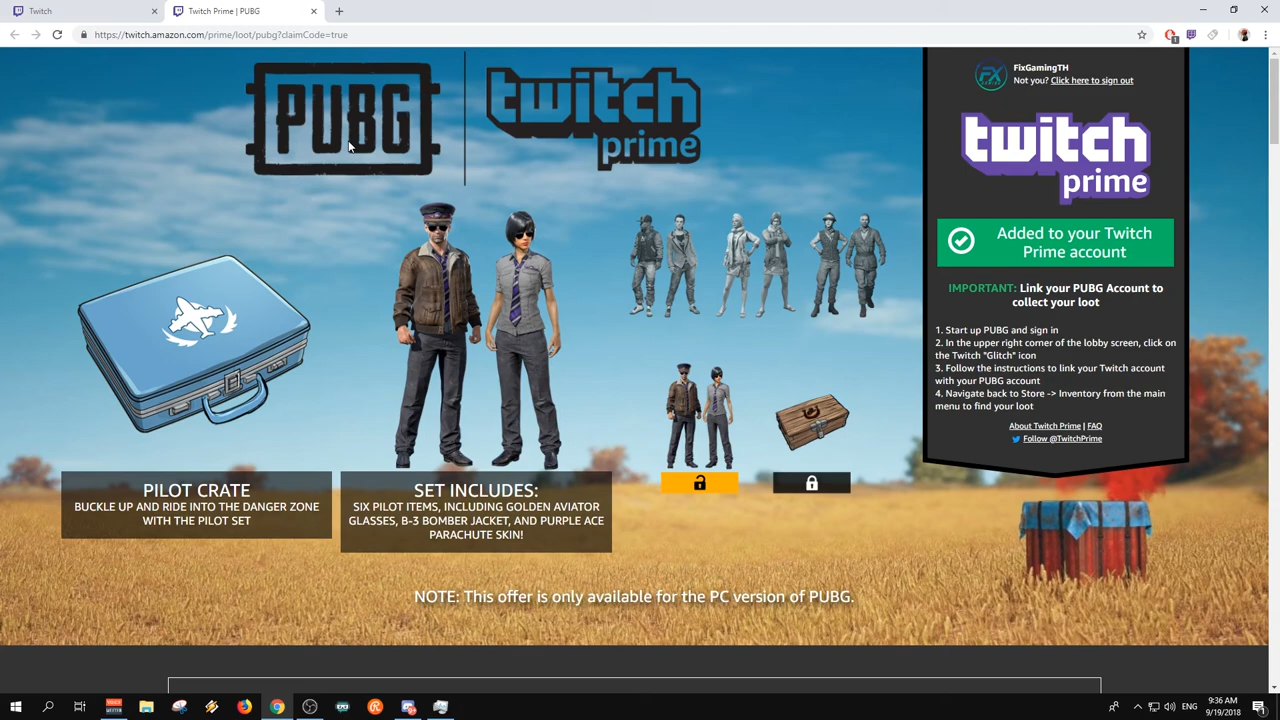 Twitch
Twitch Prime | PUBG
https://twitch.amazon.com/prime/loot/pubg?claimCode=true
1
PUBG
twitch
prime
FixGamingTH
Not you? Click here to sign out
FX
twitch
prime
Added to your Twitch
Prime account
IMPORTANT: Link your PUBG Account to
collect your loot
1. Start up PUBG and sign in
2. In the upper right corner of the lobby screen, click on
the Twitch "Glitch" icon
3. Follow the instructions to link your Twitch account
with your PUBG account
4. Navigate back to Store -> Inventory from the main
menu to find your loot
About Twitch Prime | FAQ
Follow @TwitchPrime
PILOT CRATE
BUCKLE UP AND RIDE INTO THE DANGER ZONE
WITH THE PILOT SET
SET INCLUDES:
SIX PILOT ITEMS, INCLUDING GOLDEN AVIATOR
GLASSES, B-3 BOMBER JACKET, AND PURPLE ACE
PARACHUTE SKIN!
NOTE: This offer is only available for the PC version of PUBG.
ENG
9:36 AM
9/19/2018
1